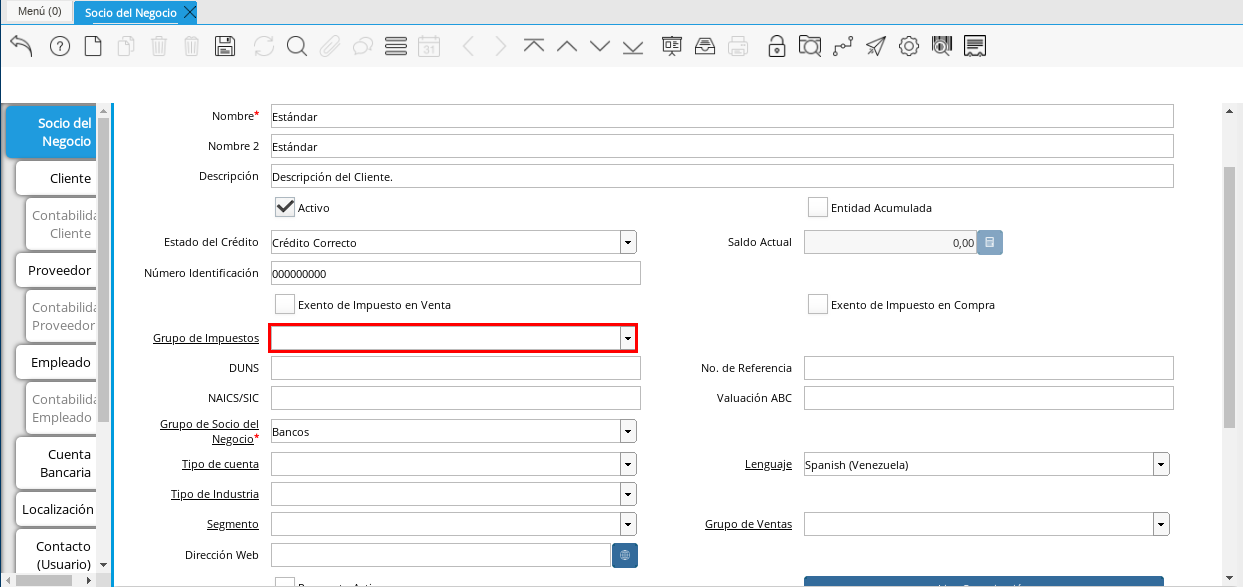 Menú (0)
Socio del Negocio
31
Socio del
Negocio
Cliente
Contabilida
Cliente
Proveedor
Contabilida
Proveedor
Empleado
Contabilida
Empleado
Cuenta
Bancaria
Localización
Contacto
(Usuario)
Nombre* Estándar
Nombre 2 Estándar
Descripción Descripción del Cliente.
Activo Entidad Acumulada
Estado del Crédito Crédito Correcto Saldo Actual 0,00
Número Identificación 000000000
Exento de Impuesto en Venta Exento de Impuesto en Compra
Grupo de Impuestos
DUNS No. de Referencia
NAICS/SIC Valuación ABC
Grupo de Socio del
Negocio* Bancos
Tipo de cuenta Lenguaje Spanish (Venezuela)
Tipo de Industria
Segmento Grupo de Ventas
Dirección Web